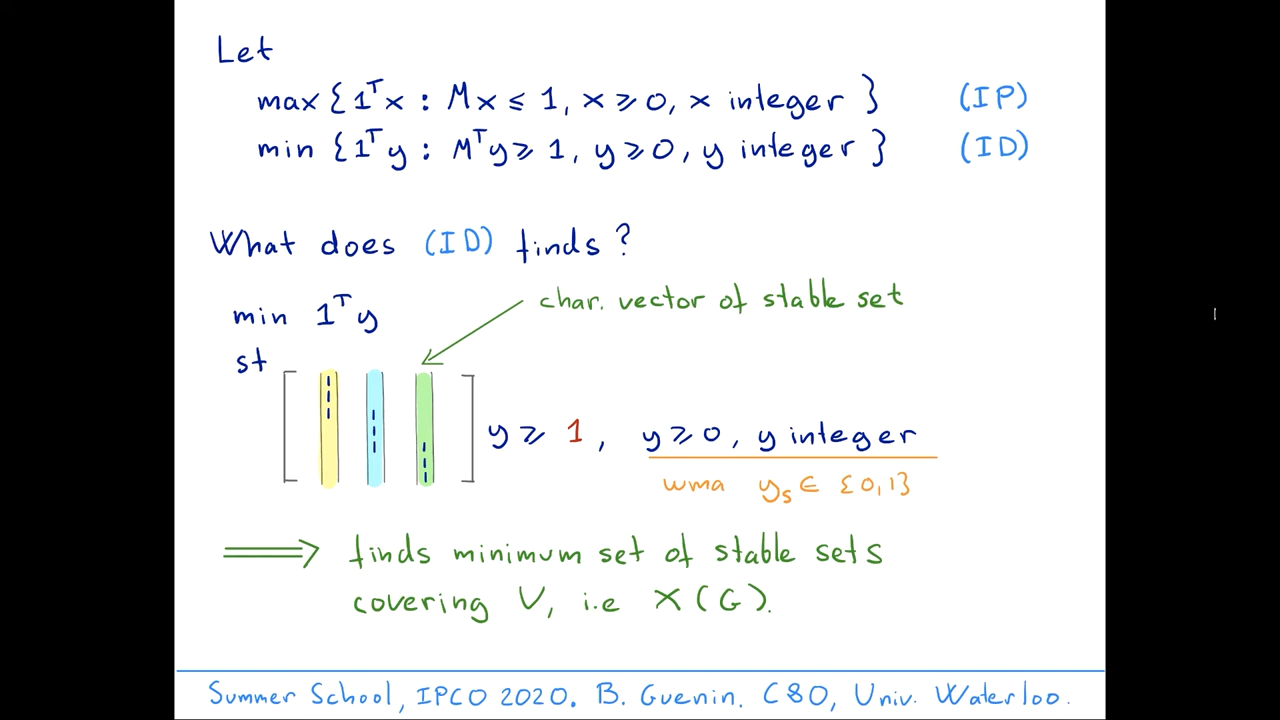 Let
max {1ᵀx : Mx ≤ 1, x ≥ 0, x integer } (IP)
min {1ᵀy : Mᵀy ≥ 1, y ≥ 0, y integer } (ID)
What does (ID) finds?
char. vector of stable set
min 1ᵀy
st
y ≥ 1, y ≥ 0, y integer
wma yₛ ∈ {0,1}
⟹ finds minimum set of stable sets
covering V, i.e X(G).
Summer School, IPCO 2020. B. Guenin. C&O, Univ. Waterloo.